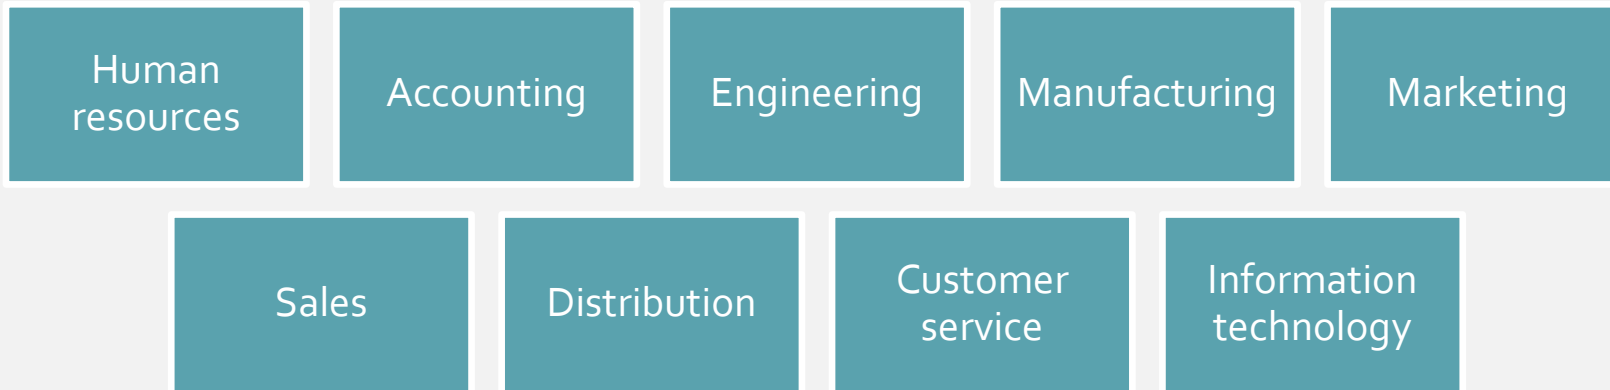 Human
resources
Accounting
Engineering
Manufacturing
Marketing
Sales
Distribution
Customer
service
Information
technology